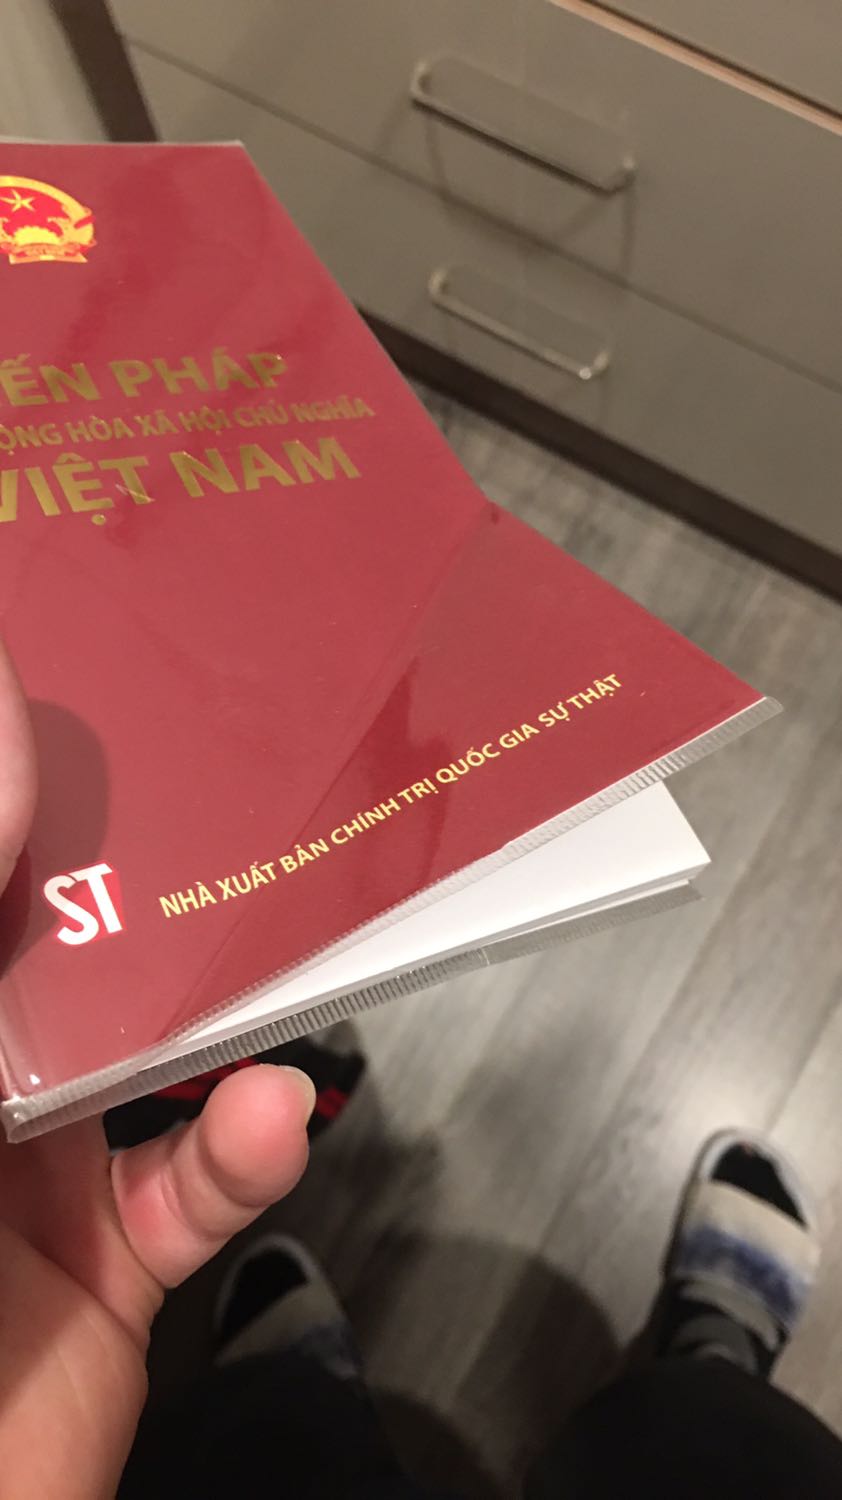 ẾN PHÁP
ỘNG HÒA XÃ HỘI CHỦ NGHĨA
VIỆT NAM
NHÀ XUẤT BẢN CHÍNH TRỊ QUỐC GIA SỰ THẬT
ST